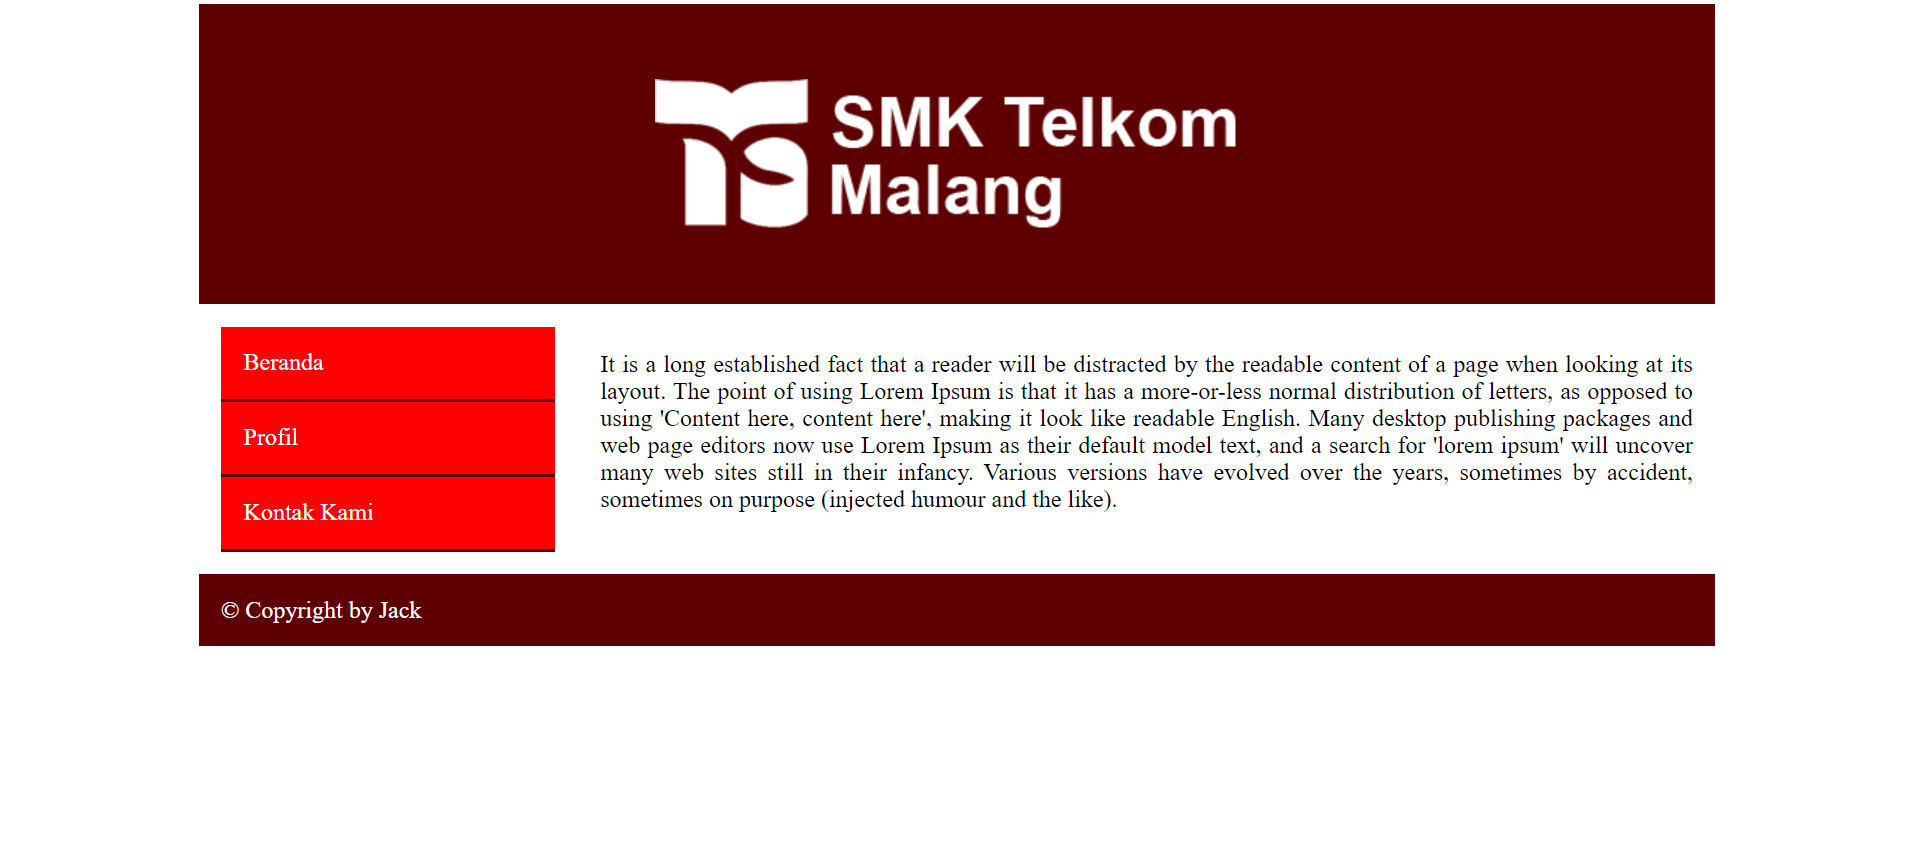 SMK Telkom
Malang
Beranda
Profil
Kontak Kami
It is a long established fact that a reader will be distracted by the readable content of a page when looking at its
layout. The point of using Lorem Ipsum is that it has a more-or-less normal distribution of letters, as opposed to
using 'Content here, content here', making it look like readable English. Many desktop publishing packages and
web page editors now use Lorem Ipsum as their default model text, and a search for 'lorem ipsum' will uncover
many web sites still in their infancy. Various versions have evolved over the years, sometimes by accident,
sometimes on purpose (injected humour and the like).
© Copyright by Jack